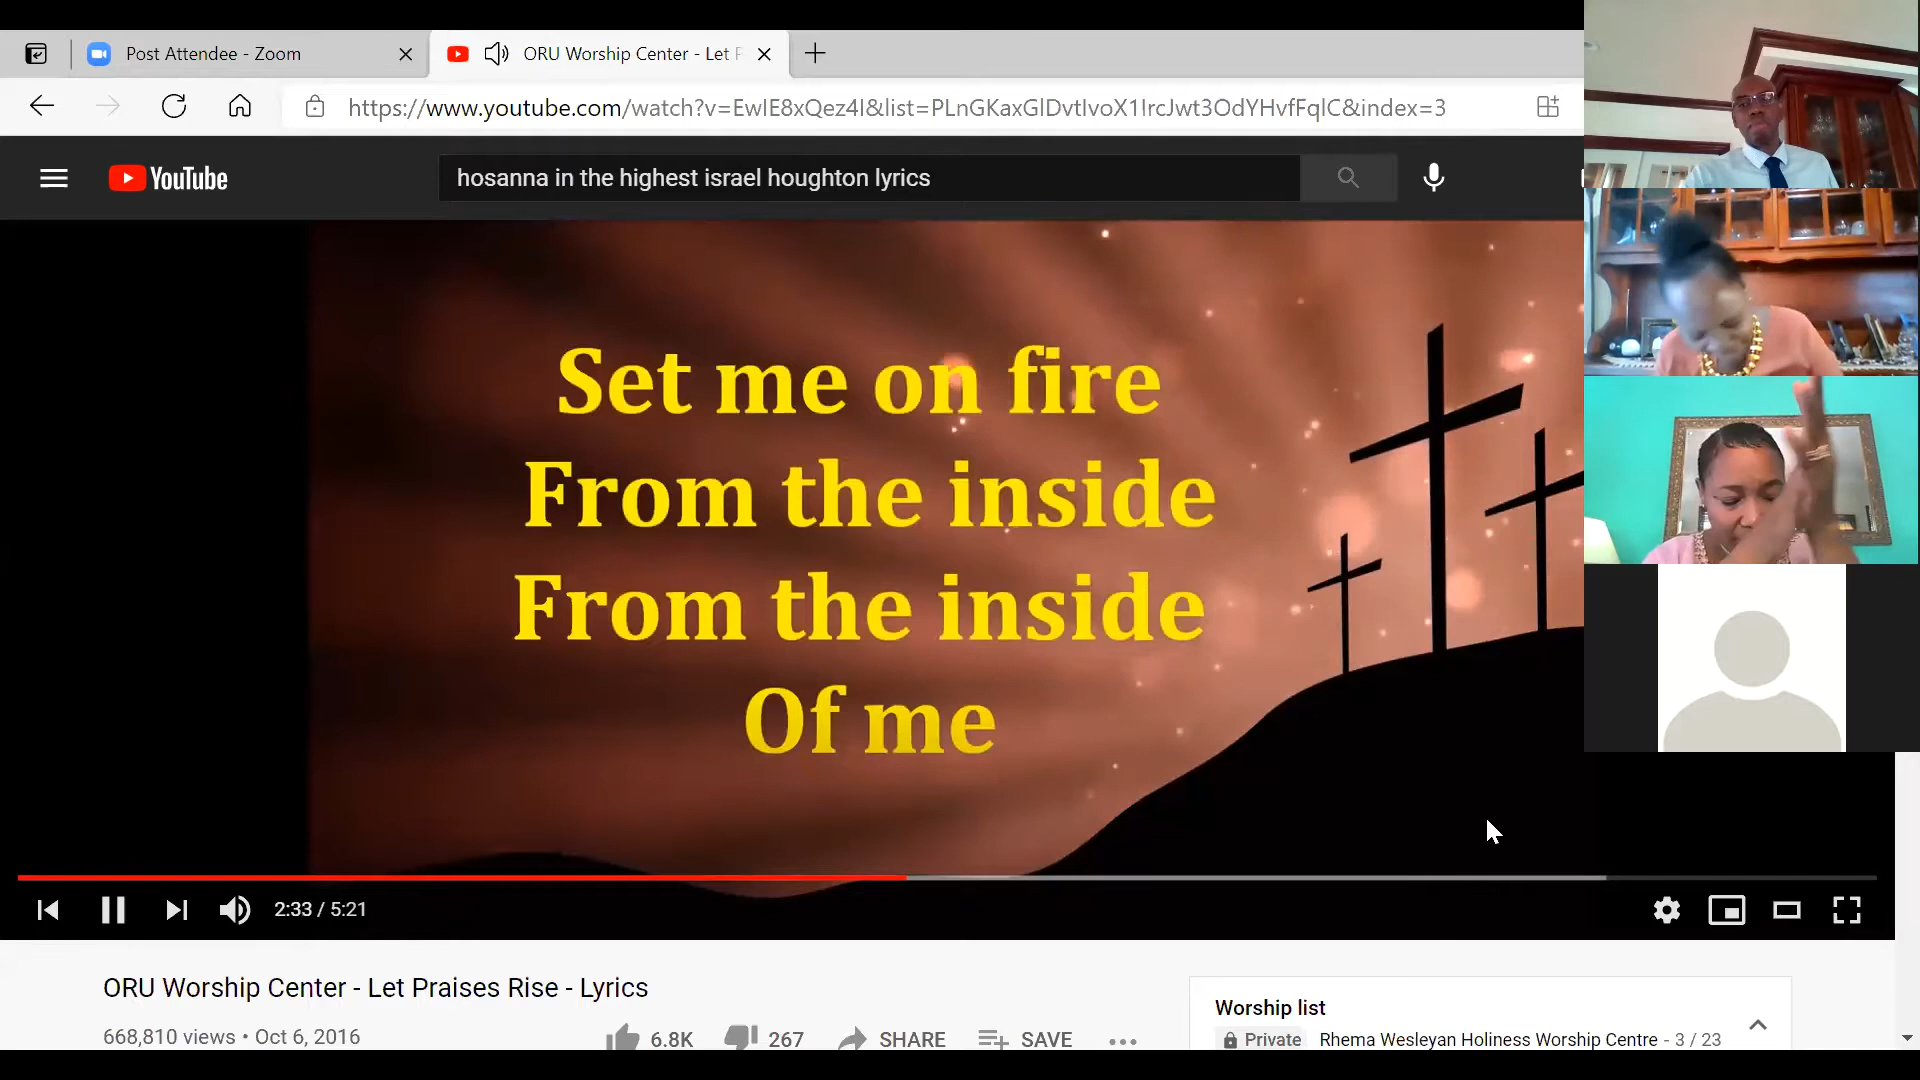 Post Attendee - Zoom
ORU Worship Center - Let P
https://www.youtube.com/watch?v=EwIE8xQez4I&list=PLnGKaxGlDvtIvoX1IrcJwt3OdYHvfFqlC&index=3
YouTube
hosanna in the highest israel houghton lyrics
Set me on fire
From the inside
From the inside
Of me
2:33 / 5:21
ORU Worship Center - Let Praises Rise - Lyrics
668,810 views • Oct 6, 2016
6.8K
267
SHARE
SAVE
Worship list
Private
Rhema Wesleyan Holiness Worship Centre - 3 / 23